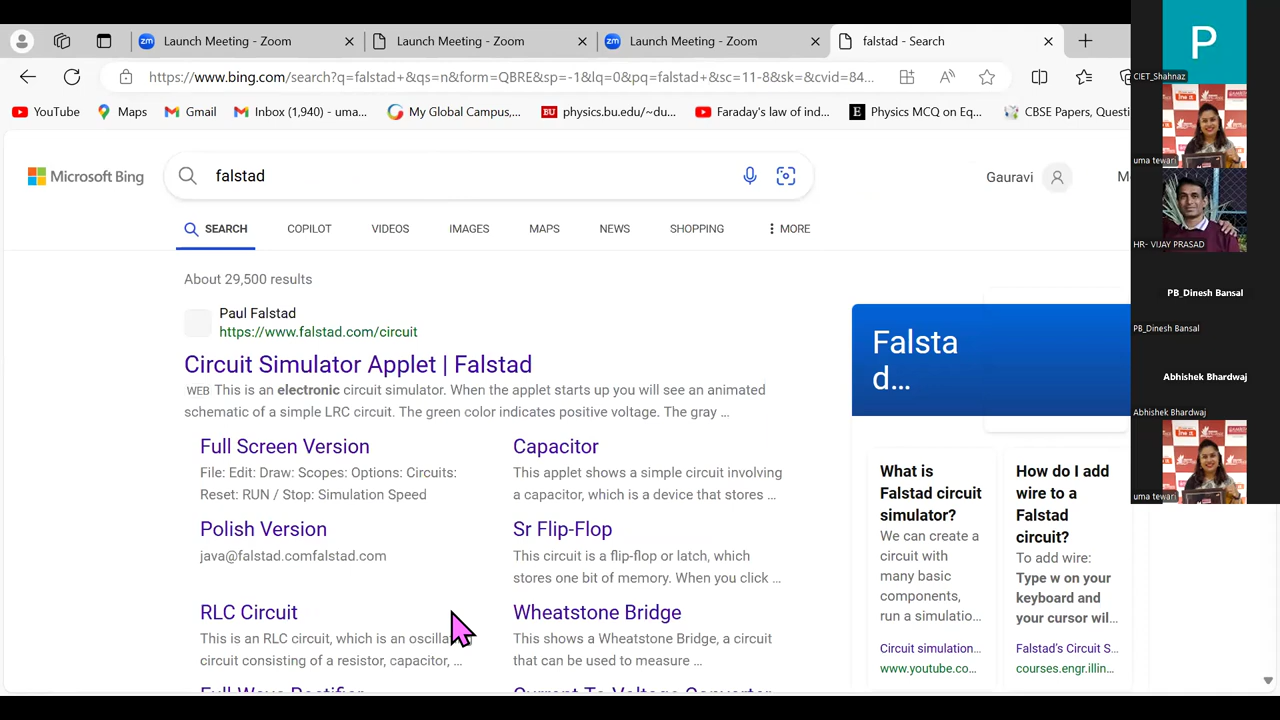 Launch Meeting - Zoom
Launch Meeting - Zoom
Launch Meeting - Zoom
falstad - Search
https://www.bing.com/search?q=falstad+&qs=n&form=QBRE&sp=-1&lq=0&pq=falstad+&sc=11-8&sk=&cvid=84...
YouTube
Maps
Gmail
Inbox (1,940) - uma...
My Global Campus,...
physics.bu.edu/~du...
Faraday's law of ind...
Physics MCQ on Eq...
CBSE Papers, Questi
Microsoft Bing
falstad
Gauravi
SEARCH
COPILOT
VIDEOS
IMAGES
MAPS
NEWS
SHOPPING
MORE
About 29,500 results
Paul Falstad
https://www.falstad.com/circuit
Circuit Simulator Applet | Falstad
WEB This is an electronic circuit simulator. When the applet starts up you will see an animated
schematic of a simple LRC circuit. The green color indicates positive voltage. The gray ...
Full Screen Version
File: Edit: Draw: Scopes: Options: Circuits:
Reset: RUN / Stop: Simulation Speed
Capacitor
This applet shows a simple circuit involving
a capacitor, which is a device that stores ...
Polish Version
java@falstad.comfalstad.com
Sr Flip-Flop
This circuit is a flip-flop or latch, which
stores one bit of memory. When you click ...
RLC Circuit
This is an RLC circuit, which is an oscilla
circuit consisting of a resistor, capacitor, ...
Wheatstone Bridge
This shows a Wheatstone Bridge, a circuit
that can be used to measure ...
Full Wave Rectifier
Current To Voltage Converter
Falsta
d...
What is
Falstad circuit
simulator?
We can create a
circuit with
many basic
components,
run a simulatio...
Circuit simulation...
www.youtube.co...
How do I add
wire to a
Falstad
circuit?
To add wire:
Type w on your
keyboard and
your cursor wil...
Falstad's Circuit S...
courses.engr.illin...
P
CIET_Shahnaz
uma tewari
HR- VIJAY PRASAD
PB_Dinesh Bansal
PB_Dinesh Bansal
Abhishek Bhardwaj
Abhishek Bhardwaj
uma tewari